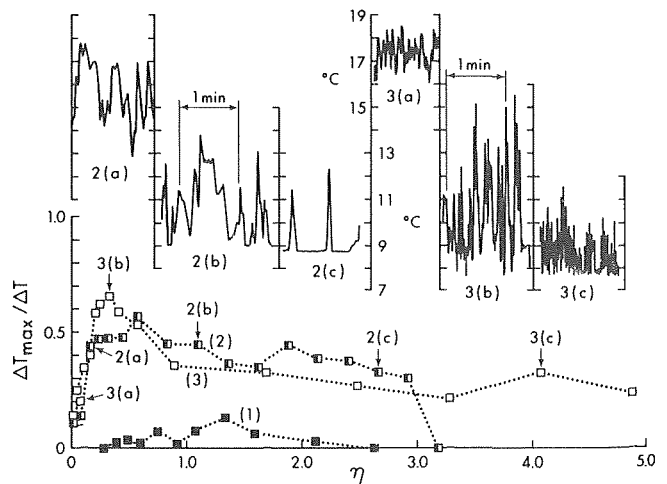 19
°C
17
3(a)
1 min
15
1 min
13
2(a)
11
°C
1.0
9
2(b)
2(c)
7
3(b)
3(c)
3(b)
ΔTmax/ΔT
2(b)
2(c)
3(c)
0.5
(2)
2(a)
(3)
3(a)
(1)
0
0
1.0
2.0
3.0
4.0
5.0
η